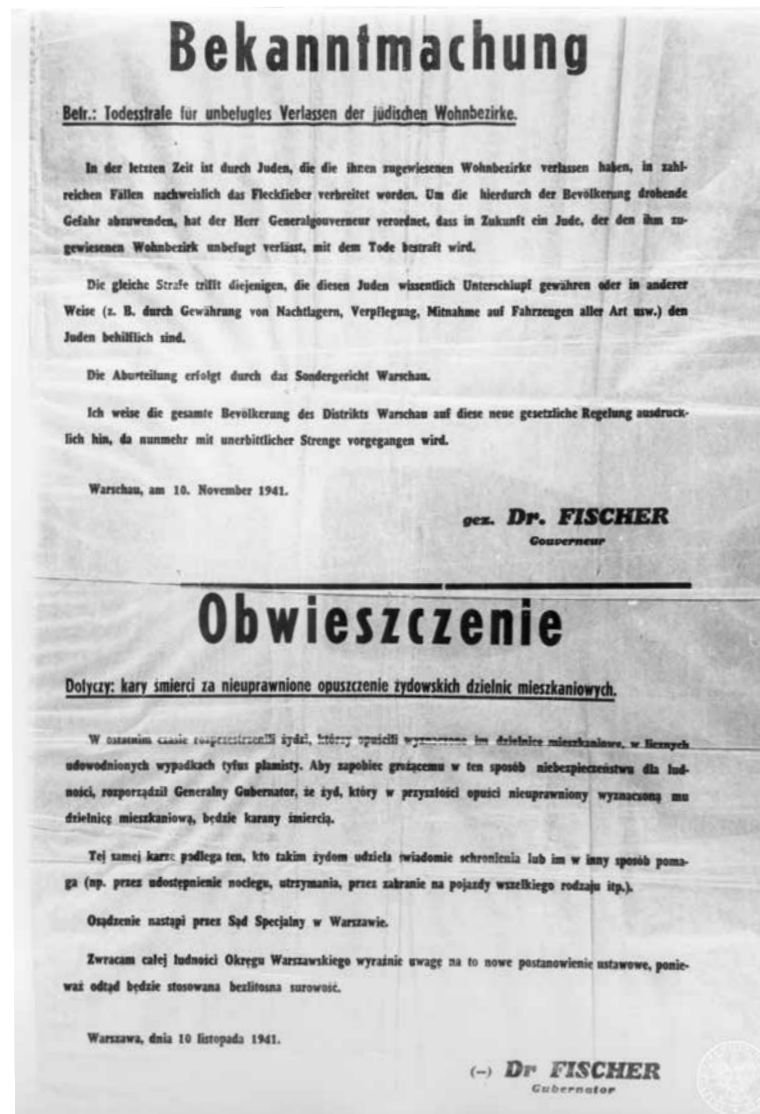 Bekanntmachung
Betr.: Todesstrafe für unbefugtes Verlassen der jüdischen Wohnbezirke.
In der letzten Zeit ist durch Juden, die die ihnen zugewiesenen Wohnbezirke verlassen haben, in zahl-
reichen Fällen nachweislich das Fleckfieber verbreitet worden. Um die hierdurch der Bevölkerung drohende
Gefahr abzuwenden, hat der Herr Generalgouverneur verordnet, dass in Zukunft ein Jude, der den ihm zu-
gewiesenen Wohnbezirk unbefugt verlässt, mit dem Tode bestraft wird.
Die gleiche Strafe trifft diejenigen, die diesen Juden wissentlich Unterschlupf gewähren oder in anderer
Weise (z. B. durch Gewährung von Nachtlagern, Verpflegung, Mitnahme auf Fahrzeugen aller Art usw.) den
Juden behilflich sind.
Die Aburteilung erfolgt durch das Sondergericht Warschau.
Ich weise die gesamte Bevölkerung des Distrikts Warschau auf diese neue gesetzliche Regelung ausdrück-
lich hin, da nunmehr mit unerbittlicher Strenge vorgegangen wird.
Warschau, am 10. November 1941.
gez. Dr. FISCHER
Gouverneur
Obwieszczenie
Dotyczy: kary śmierci za nieuprawnione opuszczenie żydowskich dzielnic mieszkaniowych.
W ostatnim czasie rozprzestrzenili żydzi, którzy opuścili wyznaczone im dzielnice mieszkaniowe, w licznych
udowodnionych wypadkach tyfus plamisty. Aby zapobiec grożącemu w ten sposób niebezpieczeństwu dla lud-
ności, rozporządził Generalny Gubernator, że żyd, który w przyszłości opuści nieuprawniony wyznaczoną mu
dzielnicę mieszkaniową, będzie karany śmiercią.
Tej samej karze podlega ten, kto takim żydom udziela świadomie schronienia lub im w inny sposób poma-
ga (np. przez udostępnienie noclegu, utrzymania, przez zabranie na pojazdy wszelkiego rodzaju itp.).
Osądzenie nastąpi przez Sąd Specjalny w Warszawie.
Zwracam całej ludności Okręgu Warszawskiego wyraźnie uwagę na to nowe postanowienie ustawowe, ponie-
waż odtąd będzie stosowana bezlitosna surowość.
Warszawa, dnia 10 listopada 1941.
(-) Dr FISCHER
Gubernator